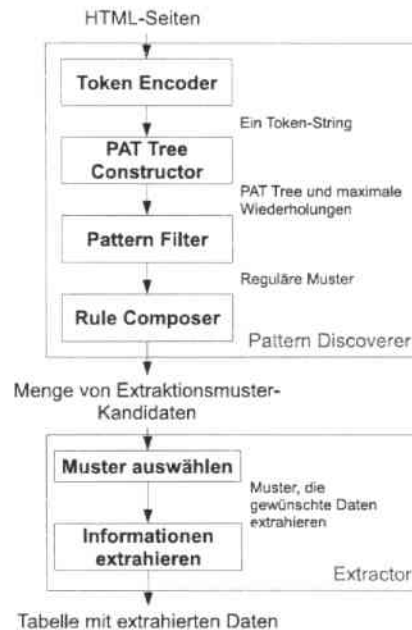 HTML-Seiten
Token Encoder
Ein Token-String
PAT Tree
Constructor
PAT Tree und maximale
Wiederholungen
Pattern Filter
Reguläre Muster
Rule Composer
Pattern Discoverer
Menge von Extraktionsmuster-
Kandidaten
Muster auswählen
Muster, die
gewünschte Daten
extrahieren
Informationen
extrahieren
Extractor
Tabelle mit extrahierten Daten